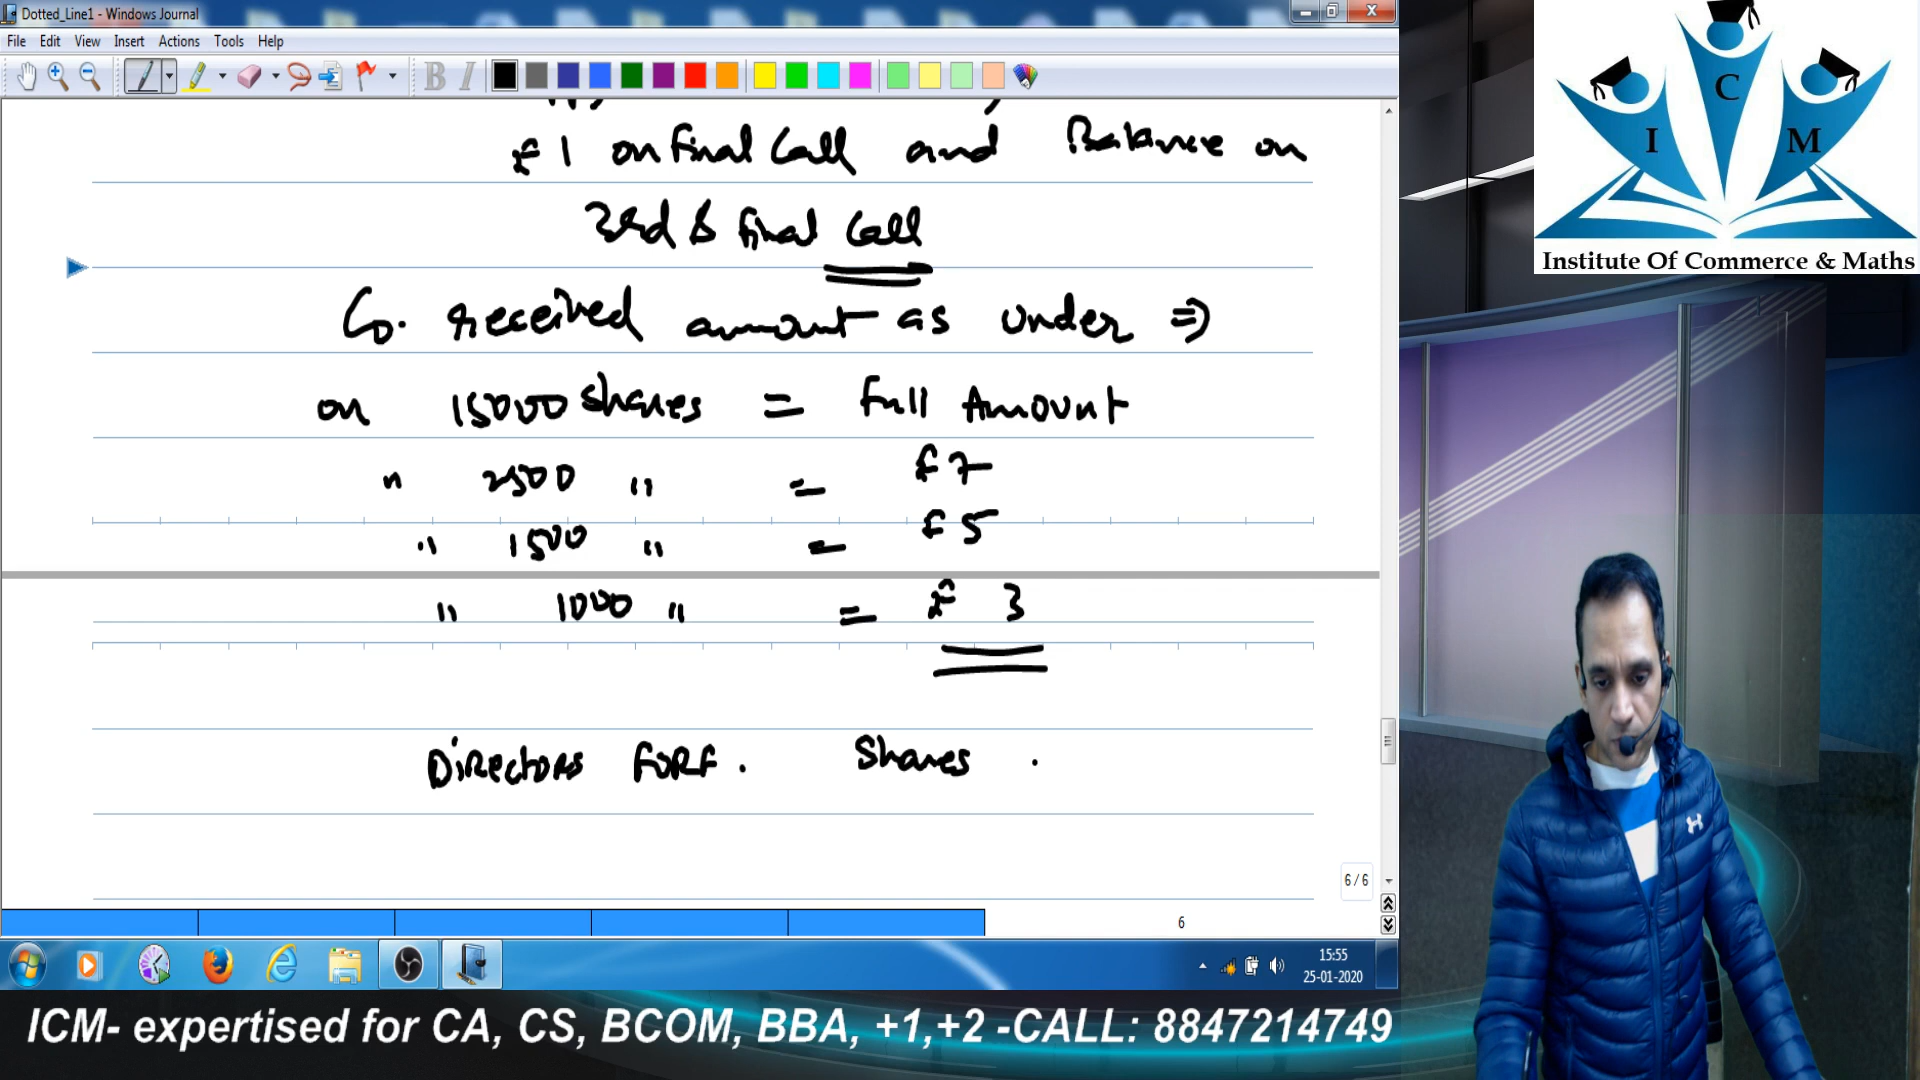 Dotted_Line1 - Windows Journal
File Edit View Insert Actions Tools Help
B I
₹1 on final Call and Balance on
3rd & final Call
Co. received amount as under ⇒
on 15000 shares = full Amount
" 2500 " = ₹7
" 1500 " = ₹5
" 1000 " = ₹ 3
Directors FORF. Shares .
6/6
6
15:55
25-01-2020
I C M
Institute Of Commerce & Maths
ICM- expertised for CA, CS, BCOM, BBA, +1,+2 -CALL: 8847214749